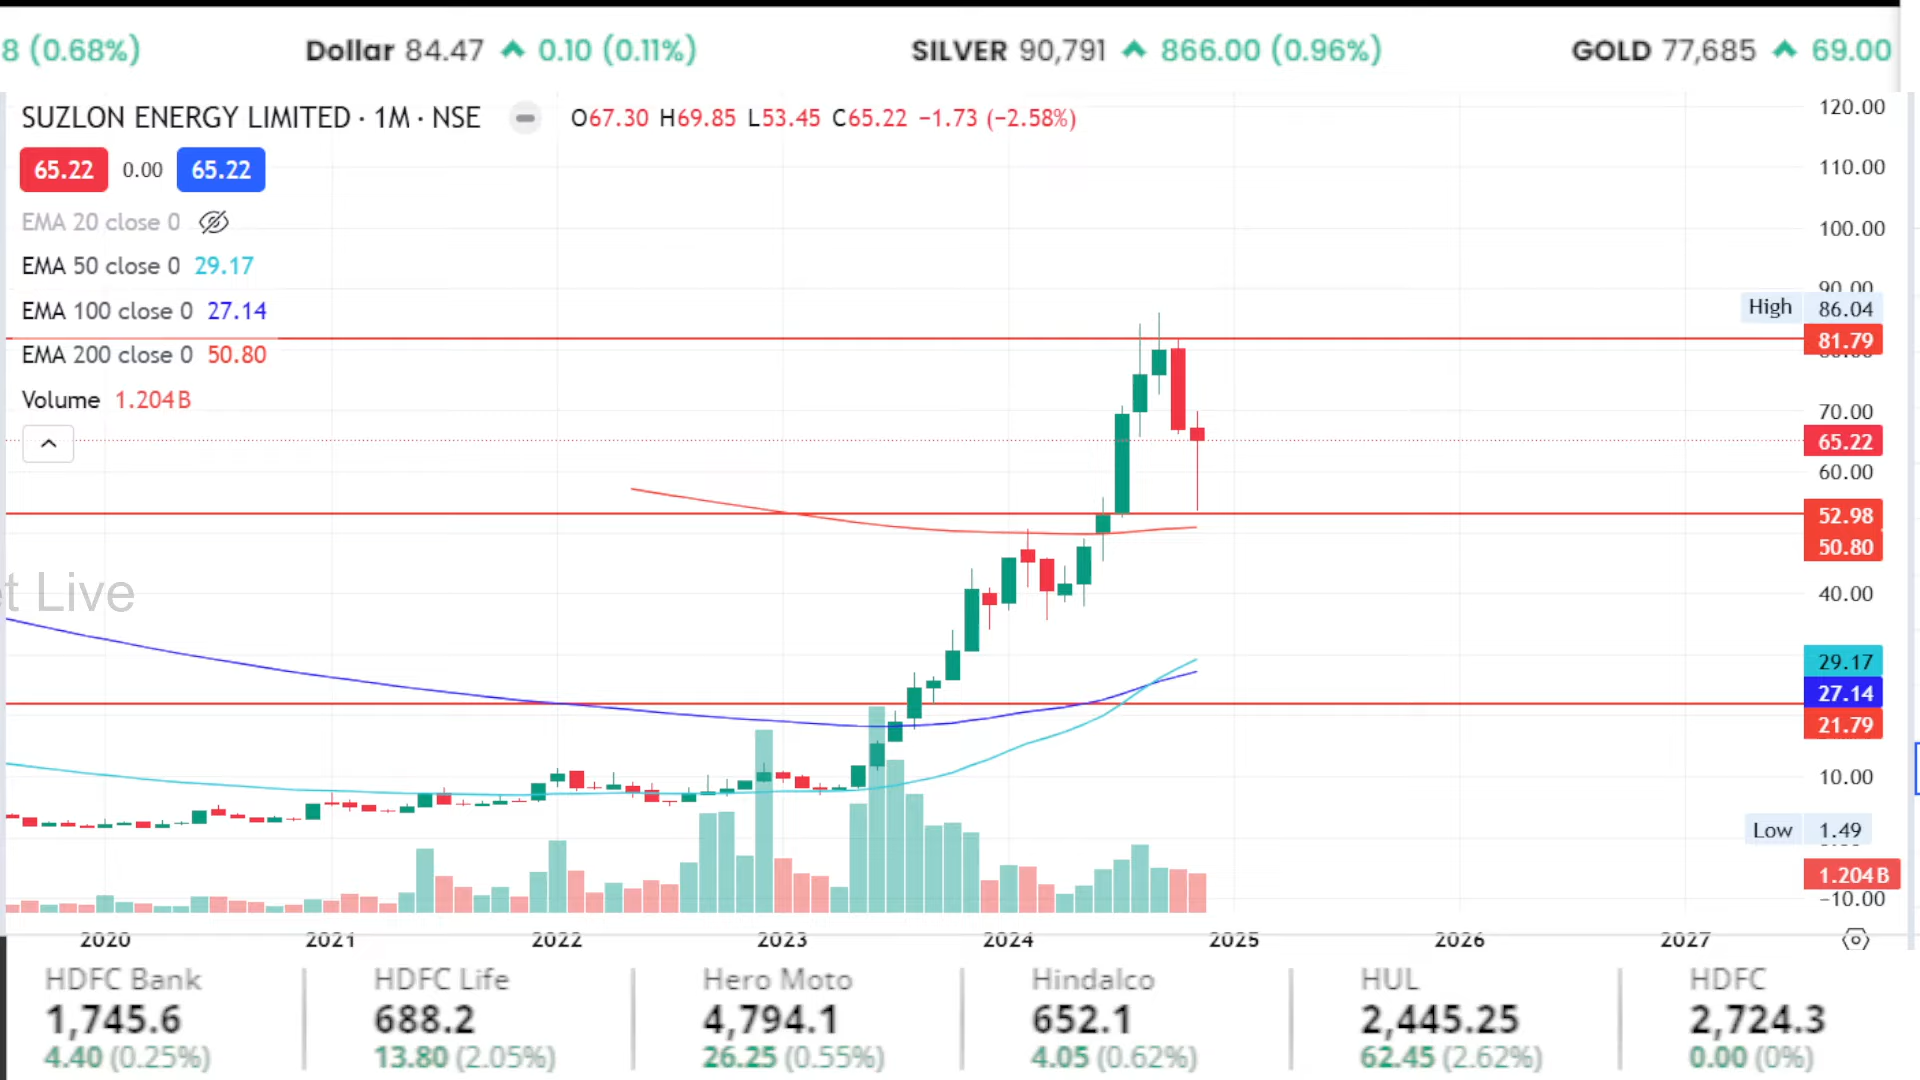 8 (0.68%) Dollar 84.47 0.10 (0.11%) SILVER 90,791 866.00 (0.96%) GOLD 77,685 69.00
SUZLON ENERGY LIMITED · 1M · NSE O67.30 H69.85 L53.45 C65.22 −1.73 (−2.58%)
65.22 0.00 65.22
EMA 20 close 0
EMA 50 close 0 29.17
EMA 100 close 0 27.14
EMA 200 close 0 50.80
Volume 1.204B
120.00
110.00
100.00
90.00
High 86.04
81.79
70.00
65.22
60.00
52.98
50.80
40.00
29.17
27.14
21.79
10.00
Low 1.49
1.204B
−10.00
t Live
2020 2021 2022 2023 2024 2025 2026 2027
HDFC Bank HDFC Life Hero Moto Hindalco HUL HDFC
1,745.6 688.2 4,794.1 652.1 2,445.25 2,724.3
4.40 (0.25%) 13.80 (2.05%) 26.25 (0.55%) 4.05 (0.62%) 62.45 (2.62%) 0.00 (0%)